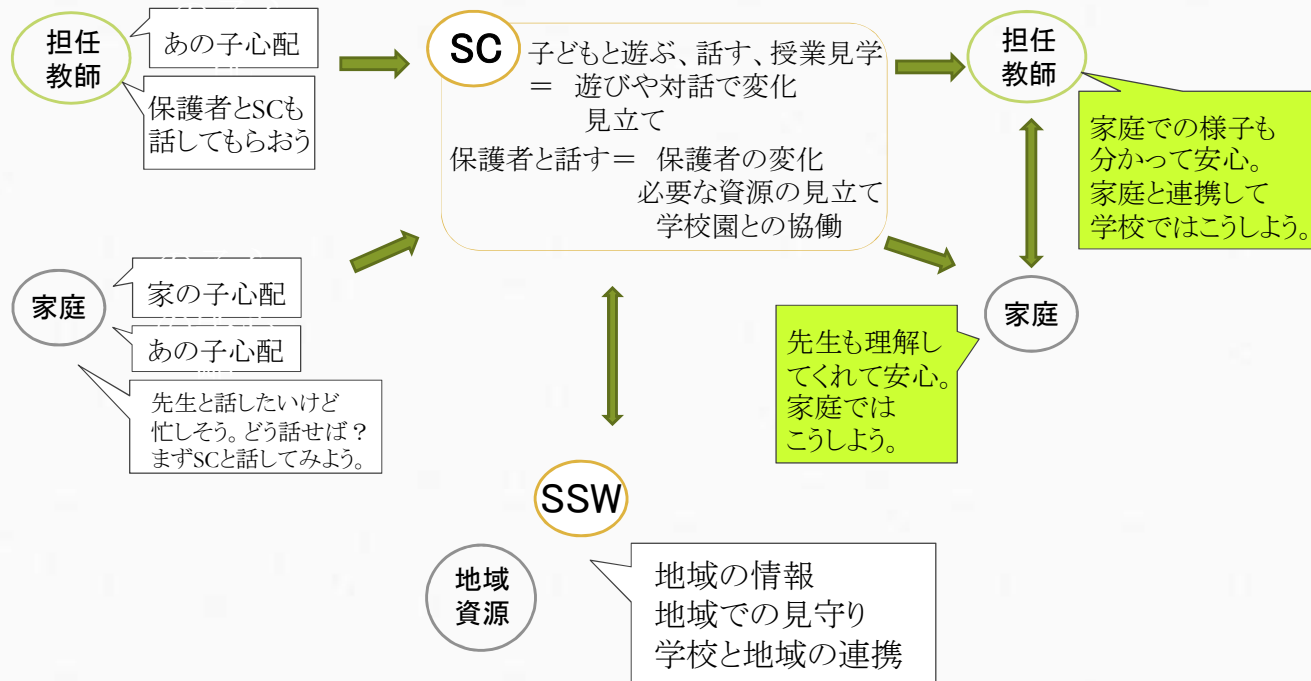 担任
教師
あの子心配
保護者とSCも
話してもらおう
SC
子どもと遊ぶ、話す、授業見学
= 遊びや対話で変化
見立て
保護者と話す= 保護者の変化
必要な資源の見立て
学校園との協働
担任
教師
家庭での様子も
分かって安心。
家庭と連携して
学校ではこうしよう。
家庭
家の子心配
あの子心配
先生と話したいけど
忙しそう。どう話せば?
まずSCと話してみよう。
家庭
先生も理解し
てくれて安心。
家庭では
こうしよう。
SSW
地域
資源
地域の情報
地域での見守り
学校と地域の連携